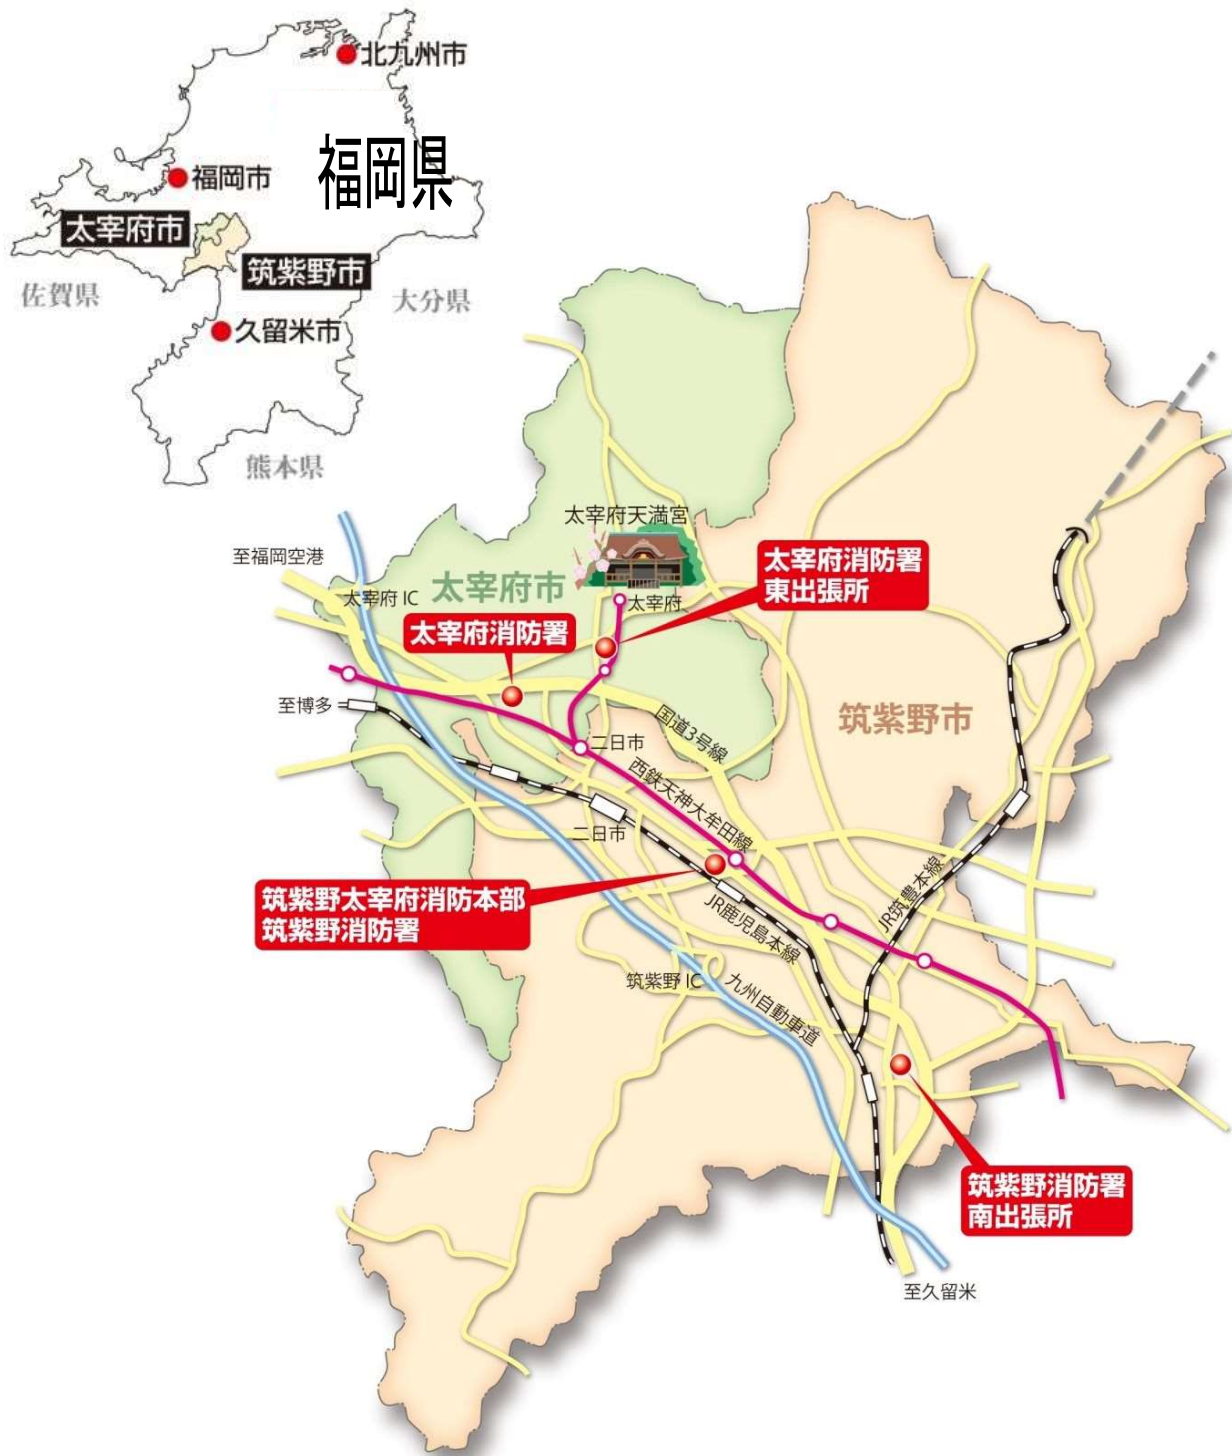 北九州市
福岡県
福岡市
太宰府市
筑紫野市
佐賀県
大分県
久留米市
熊本県
太宰府天満宮
至福岡空港
太宰府市
太宰府消防署
東出張所
太宰府 IC
太宰府
太宰府消防署
至博多
二日市
国道3号線
筑紫野市
西鉄天神大牟田線
二日市
筑紫野太宰府消防本部
筑紫野消防署
JR鹿児島本線
JR筑豊本線
筑紫野 IC
九州自動車道
筑紫野消防署
南出張所
至久留米